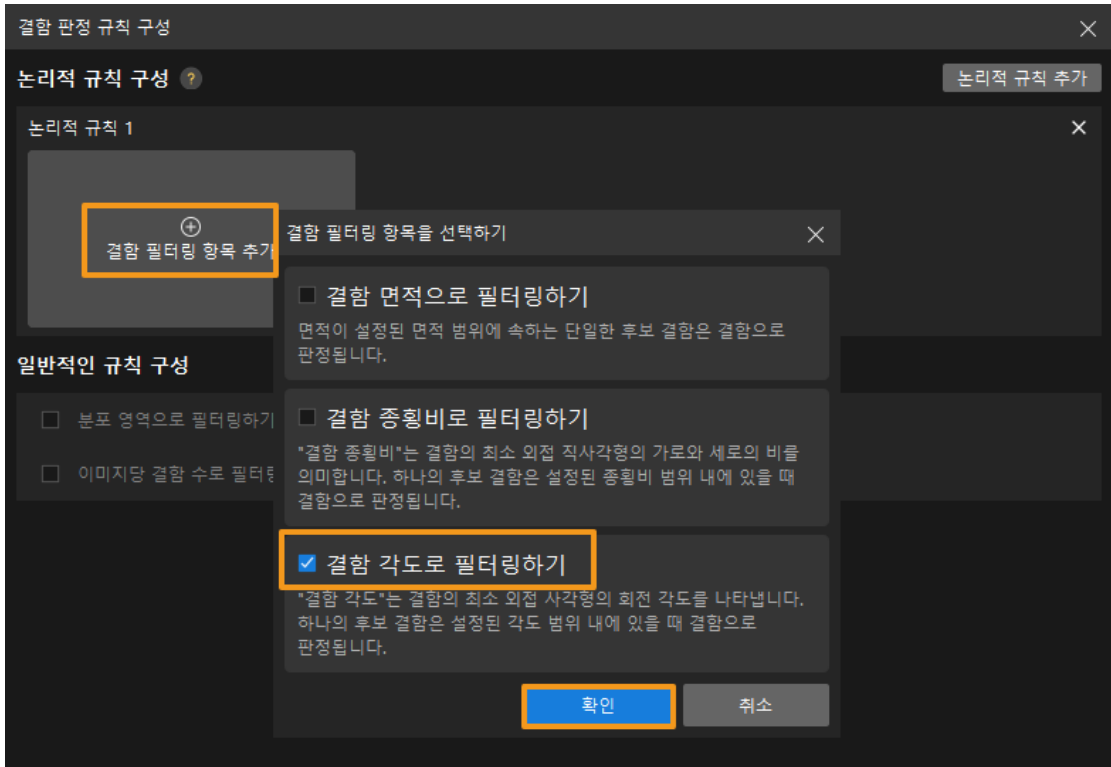 결함 판정 규칙 구성
논리적 규칙 구성 ?
논리적 규칙 추가
논리적 규칙 1
결함 필터링 항목 추가
결함 필터링 항목을 선택하기
결함 면적으로 필터링하기
면적이 설정된 면적 범위에 속하는 단일한 후보 결함은 결함으로
판정됩니다.
일반적인 규칙 구성
분포 영역으로 필터링하기
이미지당 결함 수로
결함 종횡비로 필터링하기
"결함 종횡비"는 결함의 최소 외접 직사각형의 가로와 세로의 비를
의미합니다. 하나의 후보 결함은 설정된 종횡비 범위 내에 있을 때
결함으로 판정됩니다.
결함 각도로 필터링하기
"결함 각도"는 결함의 최소 외접 사각형의 회전 각도를 나타냅니다.
하나의 후보 결함은 설정된 각도 범위 내에 있을 때 결함으로
판정됩니다.
확인
취소